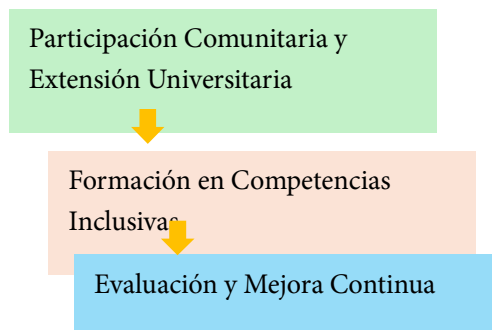 Participación Comunitaria y
Extensión Universitaria
Formación en Competencias
Inclusivas
Evaluación y Mejora Continua